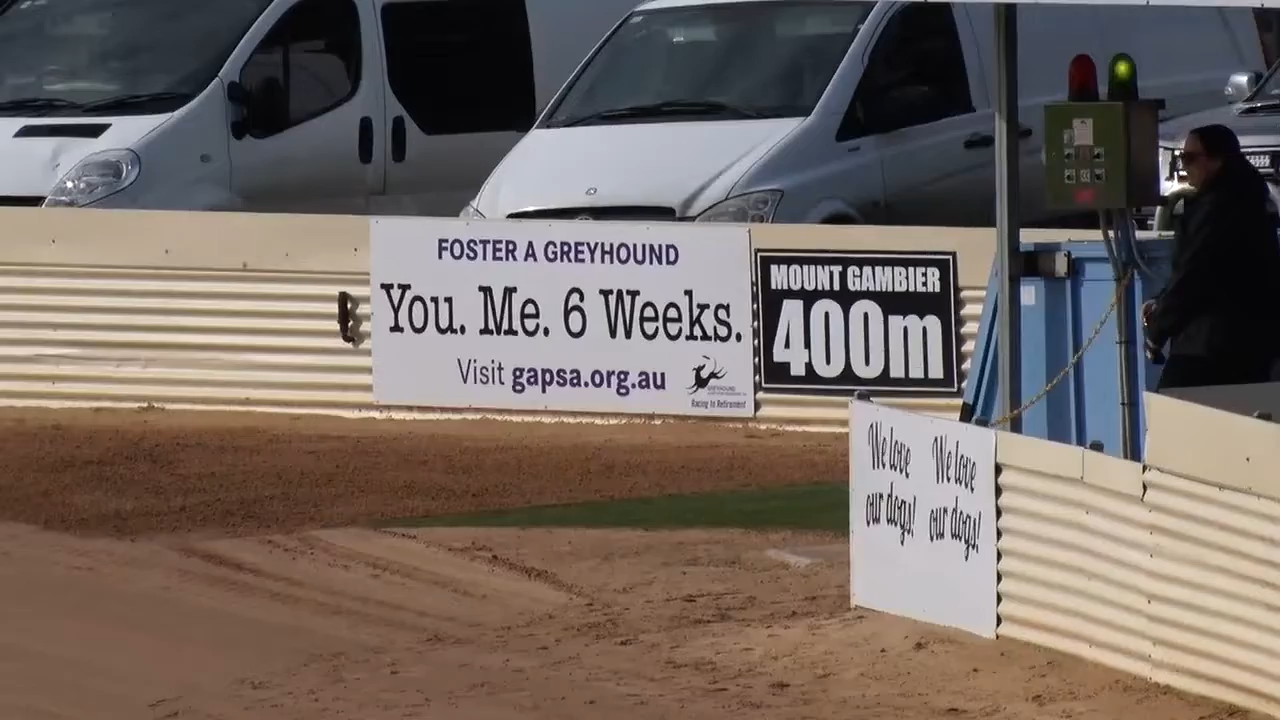 FOSTER A GREYHOUND
You. Me. 6 Weeks.
Visit gapsa.org.au
GREYHOUND
Racing to Retirement
MOUNT GAMBIER
400m
We love
our dogs!
We love
our dogs!